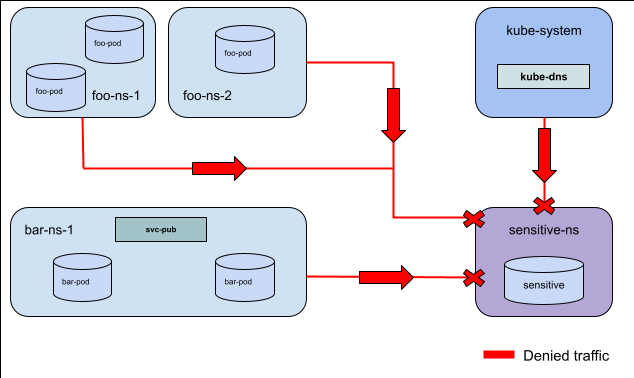 foo-pod
foo-pod
foo-ns-1
foo-pod
foo-ns-2
kube-system
kube-dns
bar-ns-1
svc-pub
bar-pod
bar-pod
sensitive-ns
sensitive
Denied traffic